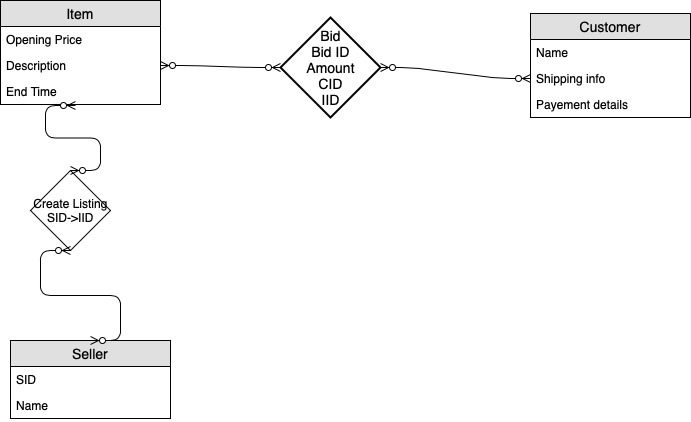 Item
Opening Price
Description
End Time
Bid
Bid ID
Amount
CID
IID
Customer
Name
Shipping info
Payement details
Create Listing
SID->IID
Seller
SID
Name